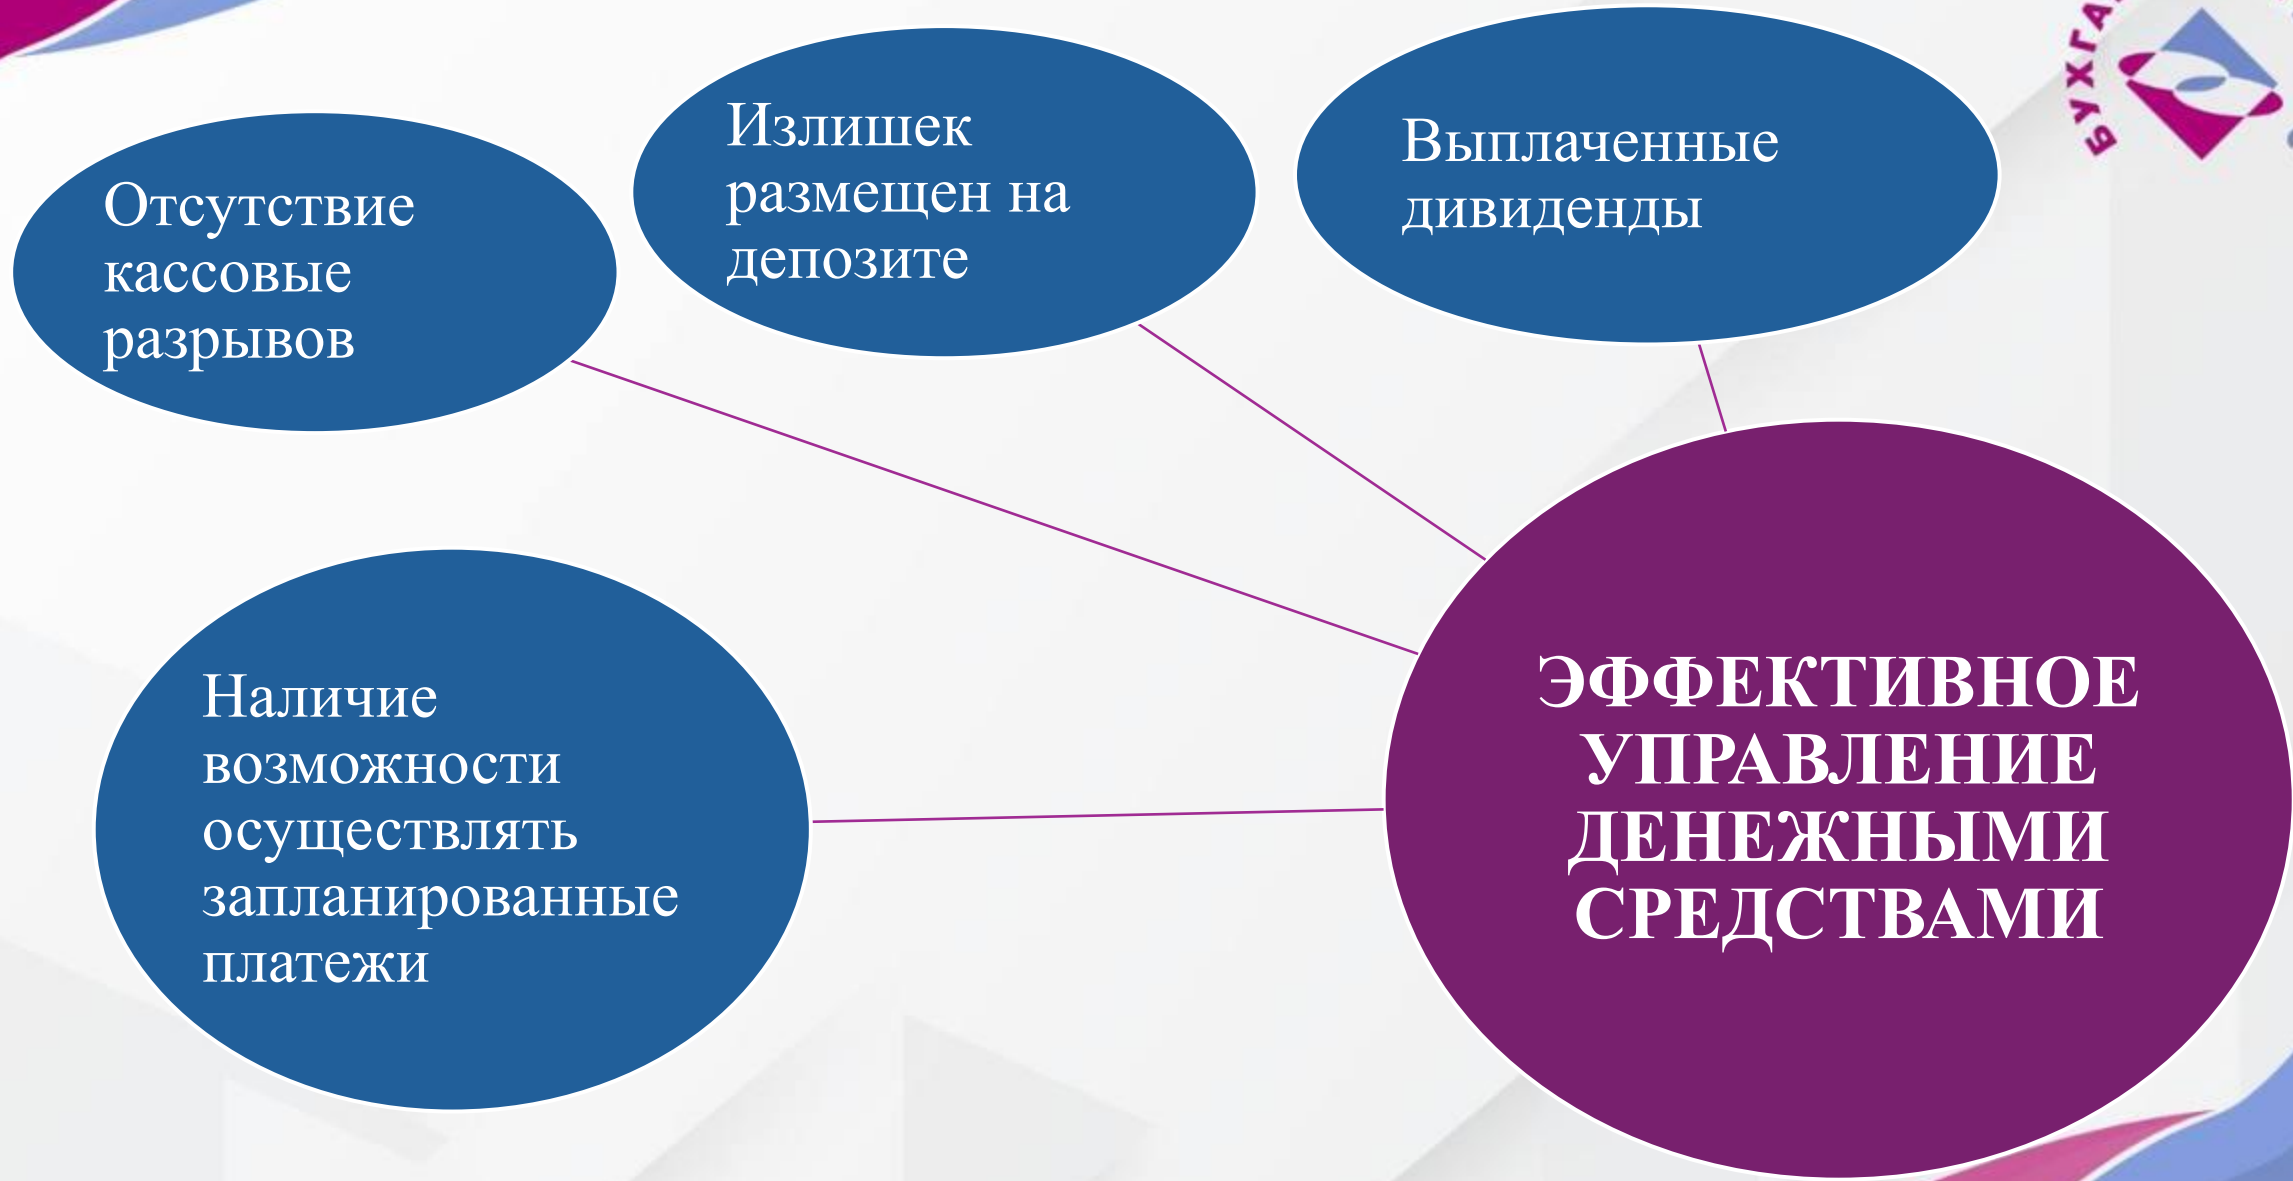 Отсутствие
кассовые
разрывов
Излишек
размещен на
депозите
Выплаченные
дивиденды
Наличие
возможности
осуществлять
запланированные
платежи
ЭФФЕКТИВНОЕ
УПРАВЛЕНИЕ
ДЕНЕЖНЫМИ
СРЕДСТВАМИ